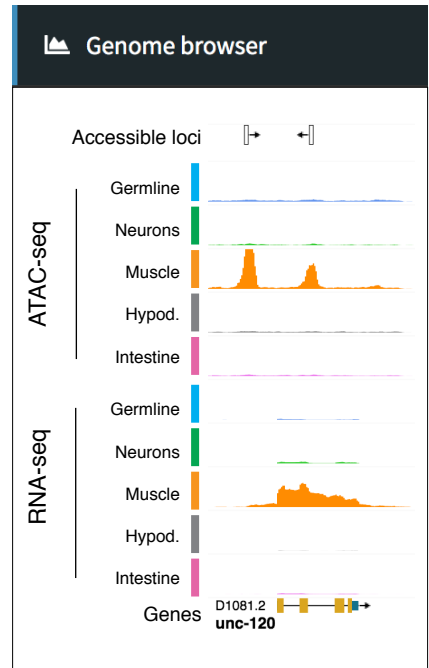 Genome browser
Accessible loci
ATAC-seq
Germline
Neurons
Muscle
Hypod.
Intestine
RNA-seq
Germline
Neurons
Muscle
Hypod.
Intestine
Genes
D1081.2
unc-120